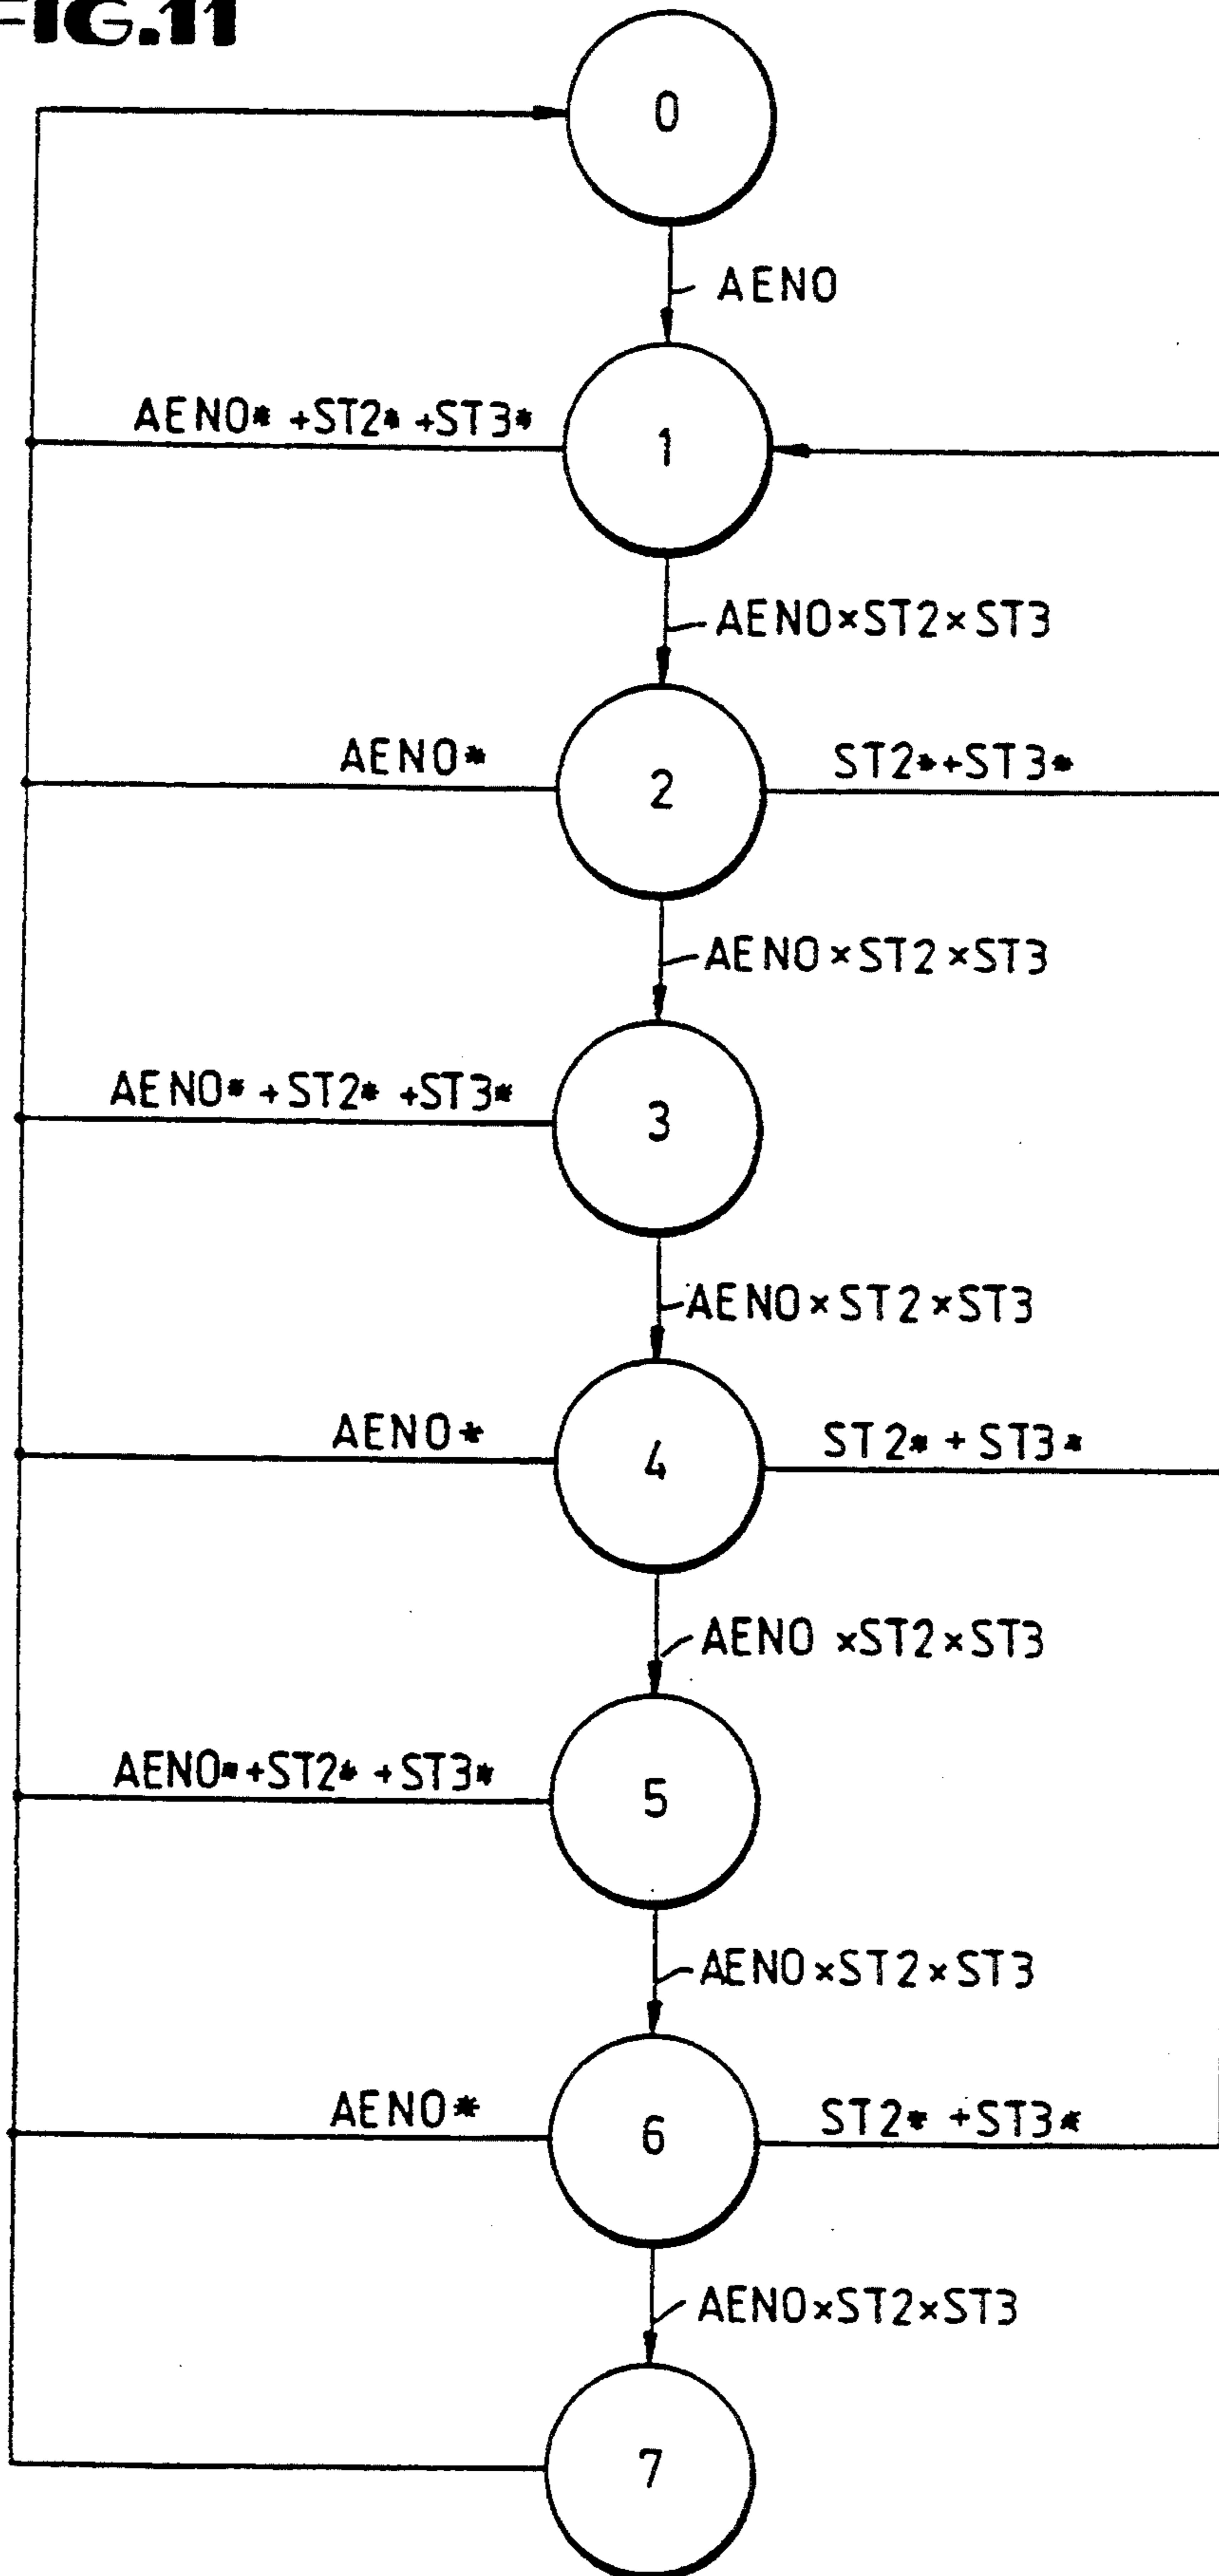 FIG.11
0
AENO
AENO* +ST2* +ST3*
1
AENO×ST2×ST3
AENO*
2
ST2*+ST3*
AENO×ST2×ST3
AENO* +ST2* +ST3*
3
AENO×ST2×ST3
AENO*
4
ST2* + ST3*
AENO ×ST2×ST3
AENO*+ST2* +ST3*
5
AENO×ST2×ST3
AENO*
6
ST2* +ST3*
AENO×ST2×ST3
7